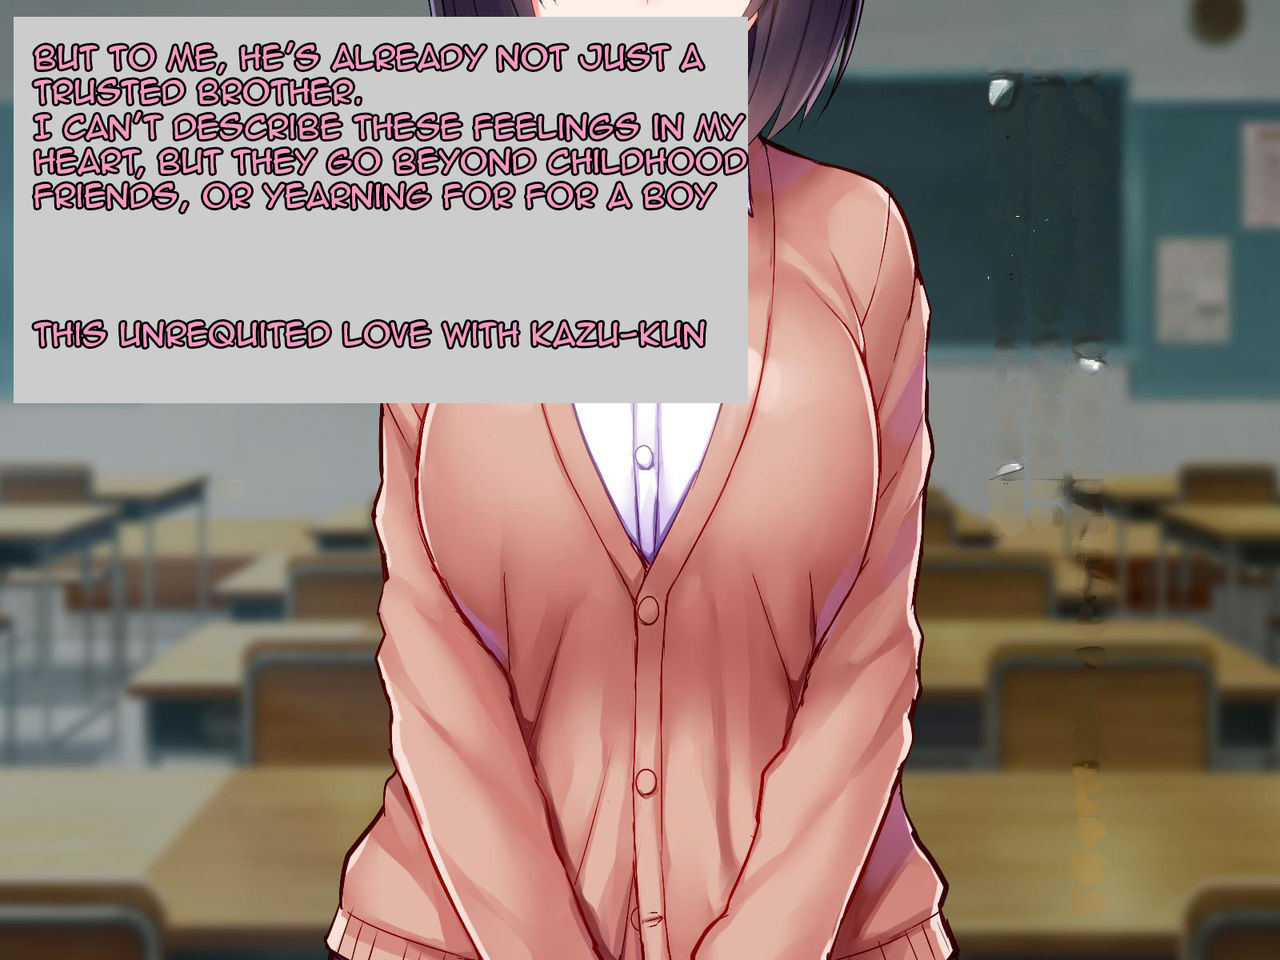 BUT TO ME, HE'S ALREADY NOT JUST A
TRUSTED BROTHER.
I CAN'T DESCRIBE THESE FEELINGS IN MY
HEART, BUT THEY GO BEYOND CHILDHOOD
FRIENDS, OR YEARNING FOR FOR A BOY
THIS UNREQUITED LOVE WITH KAZU-KUN